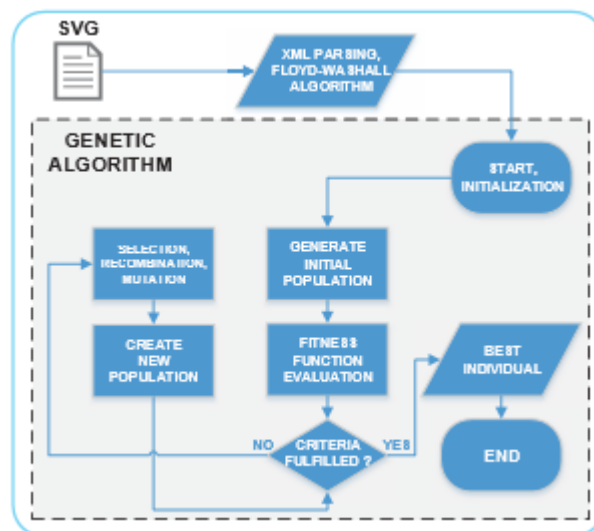 SVG
XML PARSING,
FLOYD-WASHALL
ALGORITHM
GENETIC
ALGORITHM
START,
INITIALIZATION
SELECTION,
RECOMBINATION,
MUTATION
GENERATE
INITIAL
POPULATION
CREATE
NEW
POPULATION
FITNESS
FUNCTION
EVALUATION
BEST
INDIVIDUAL
NO
CRITERIA
FULFILLED ?
YES
END